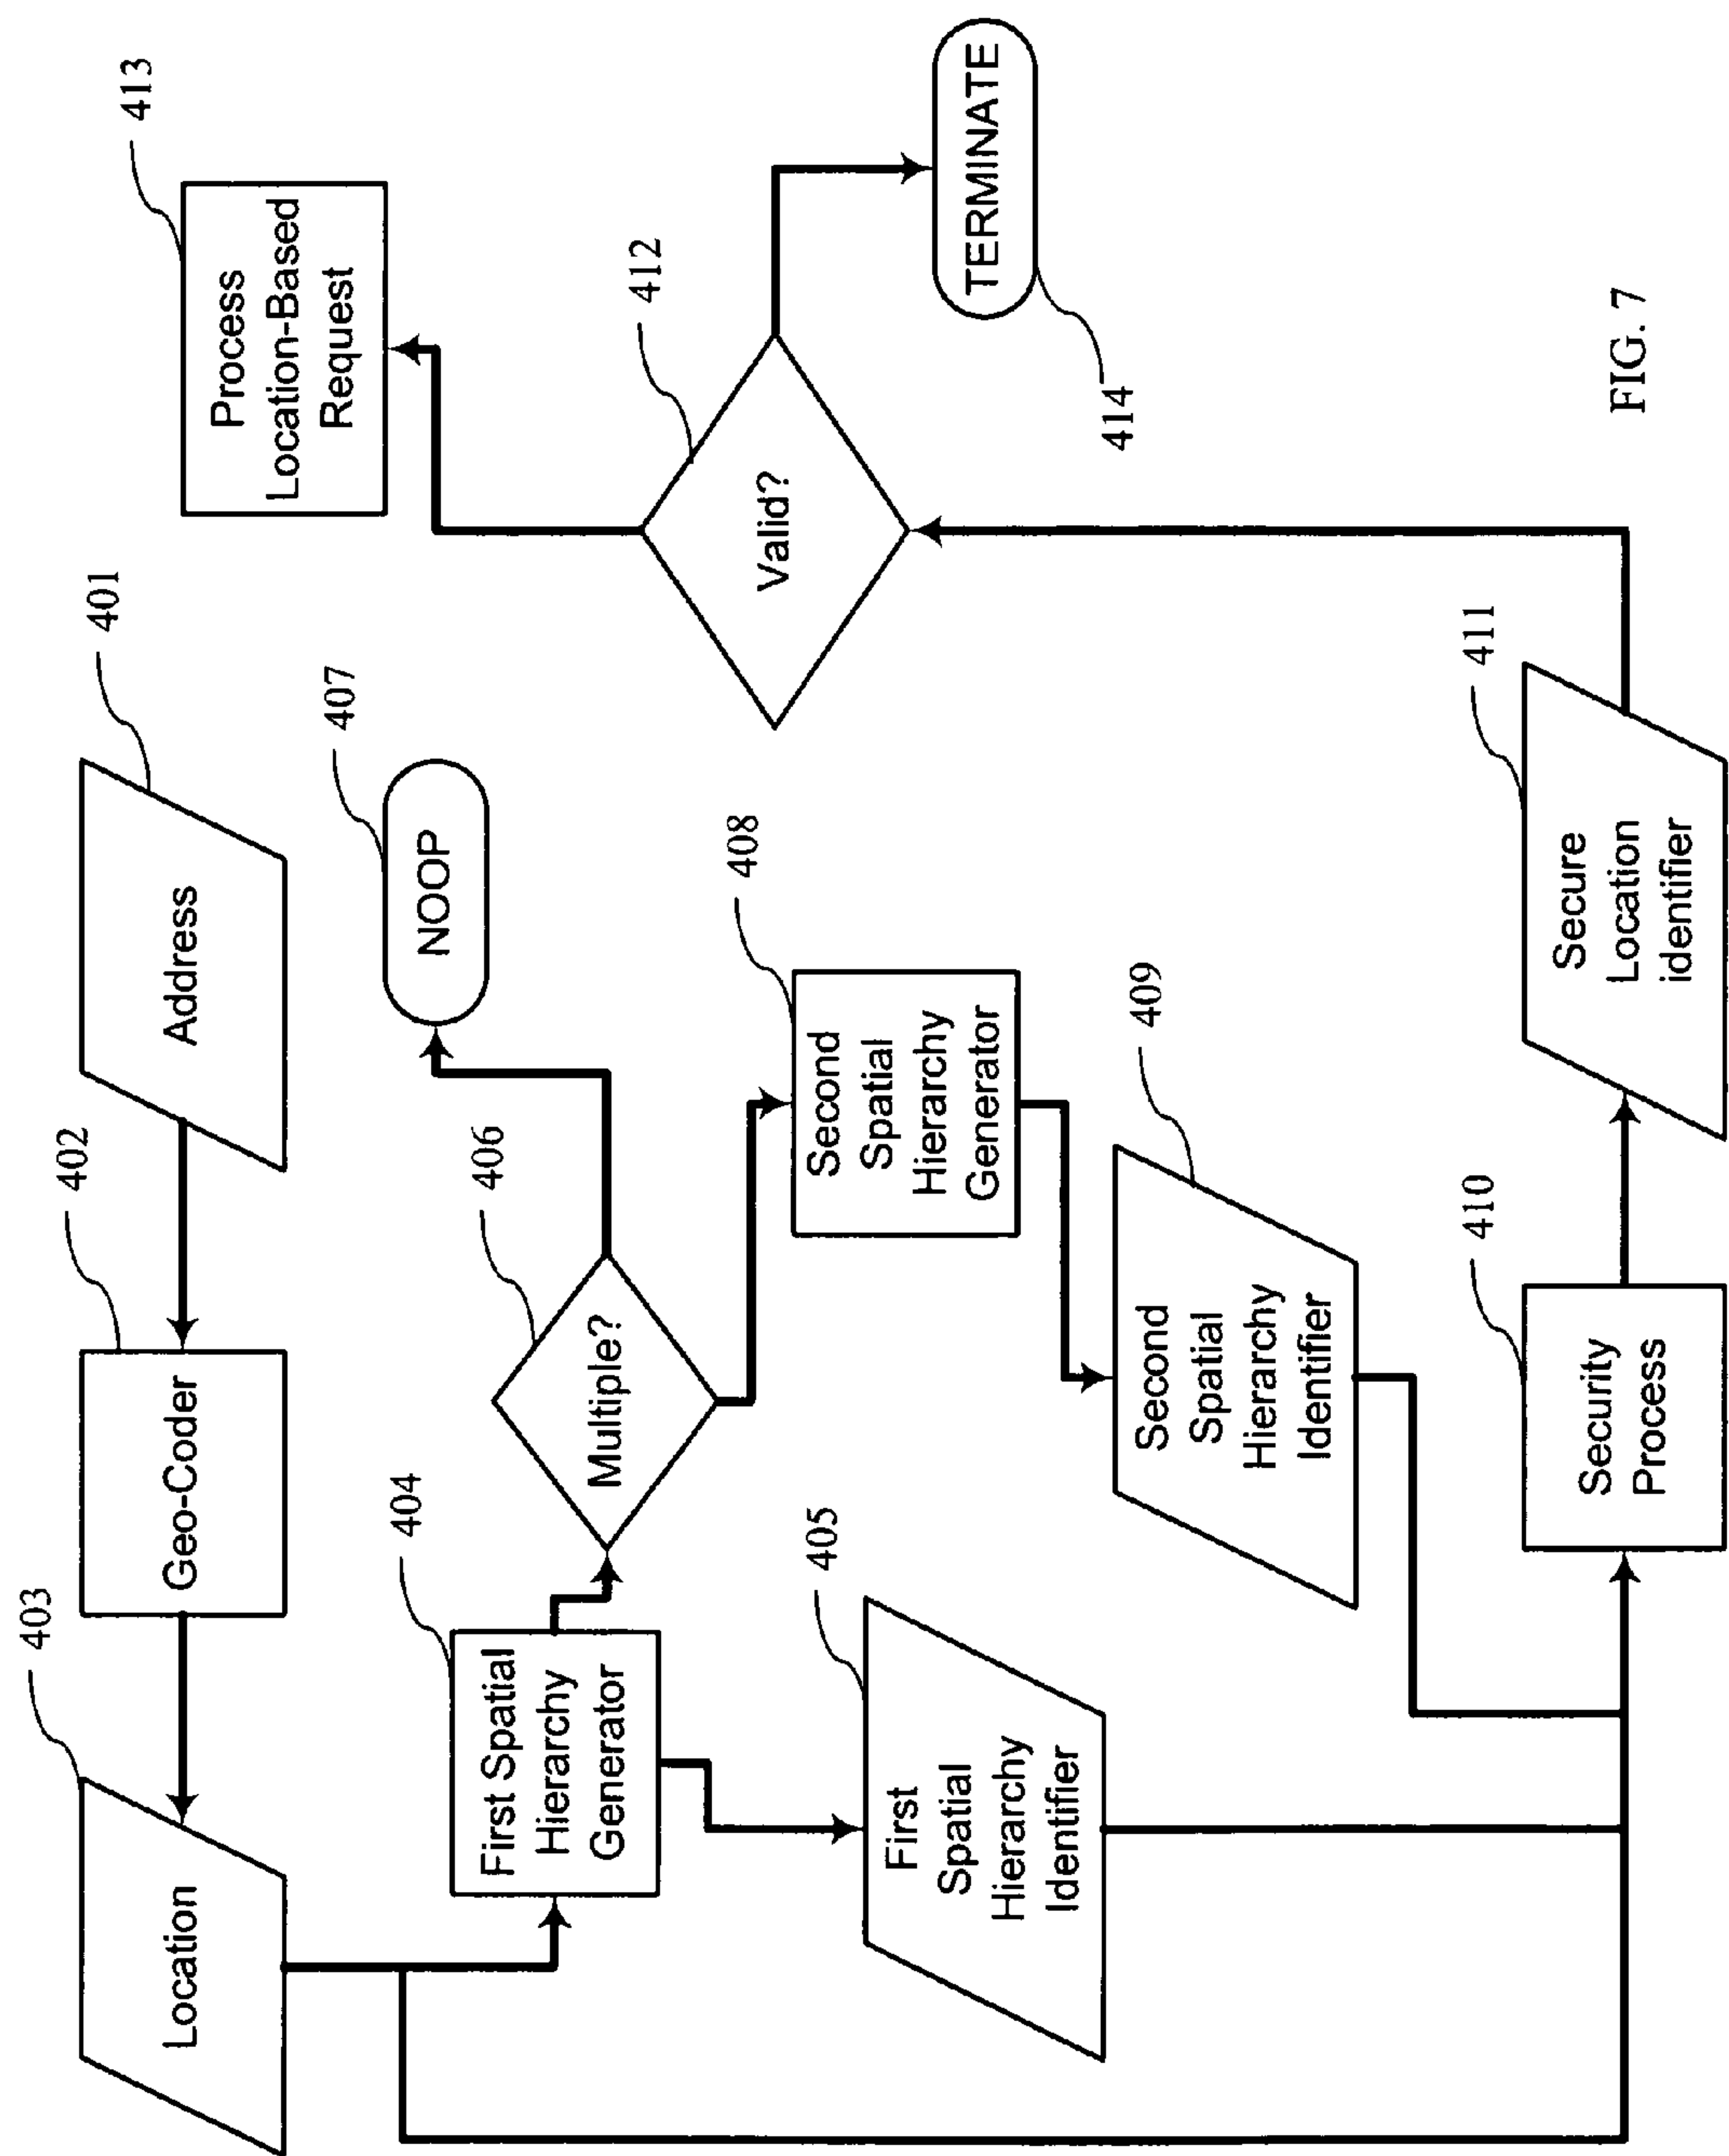 401
Address
402
Geo-Coder
403
Location
404
First Spatial
Hierarchy
Generator
405
First
Spatial
Hierarchy
Identifier
406
Multiple?
407
NOOP
408
Second
Spatial
Hierarchy
Generator
409
Second
Spatial
Hierarchy
Identifier
410
Security
Process
411
Secure
Location
identifier
412
Valid?
413
Process
Location-Based
Request
414
TERMINATE
FIG. 7